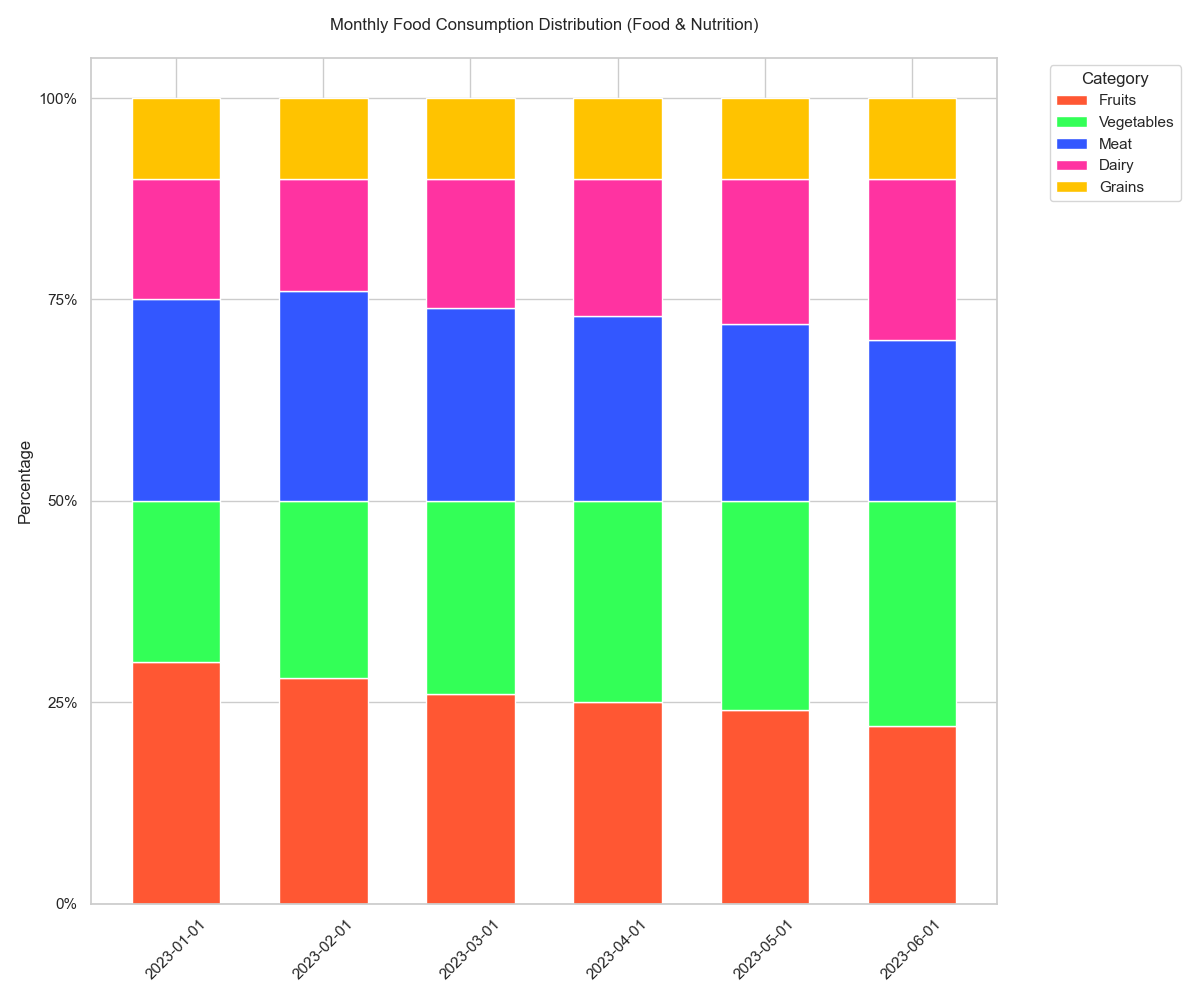 Monthly Food Consumption Distribution (Food & Nutrition)
Category
Fruits
Vegetables
Meat
Dairy
Grains
Percentage
100%
75%
50%
25%
0%
2023-01-01
2023-02-01
2023-03-01
2023-04-01
2023-05-01
2023-06-01